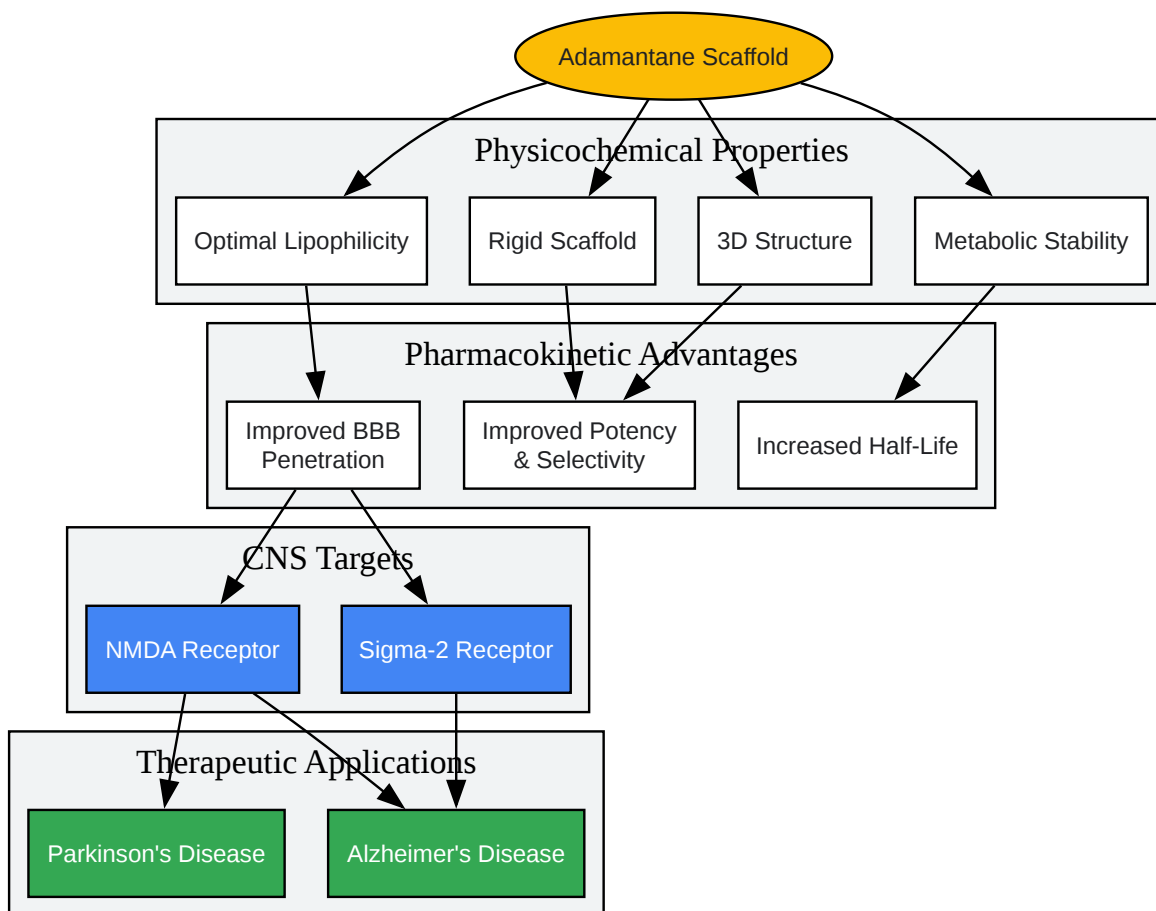 Adamantane Scaffold
Physicochemical Properties
Optimal Lipophilicity
Rigid Scaffold
3D Structure
Metabolic Stability
Pharmacokinetic Advantages
Improved BBB
Penetration
Improved Potency
& Selectivity
Increased Half-Life
CNS Targets
NMDA Receptor
Sigma-2 Receptor
Therapeutic Applications
Parkinson's Disease
Alzheimer's Disease